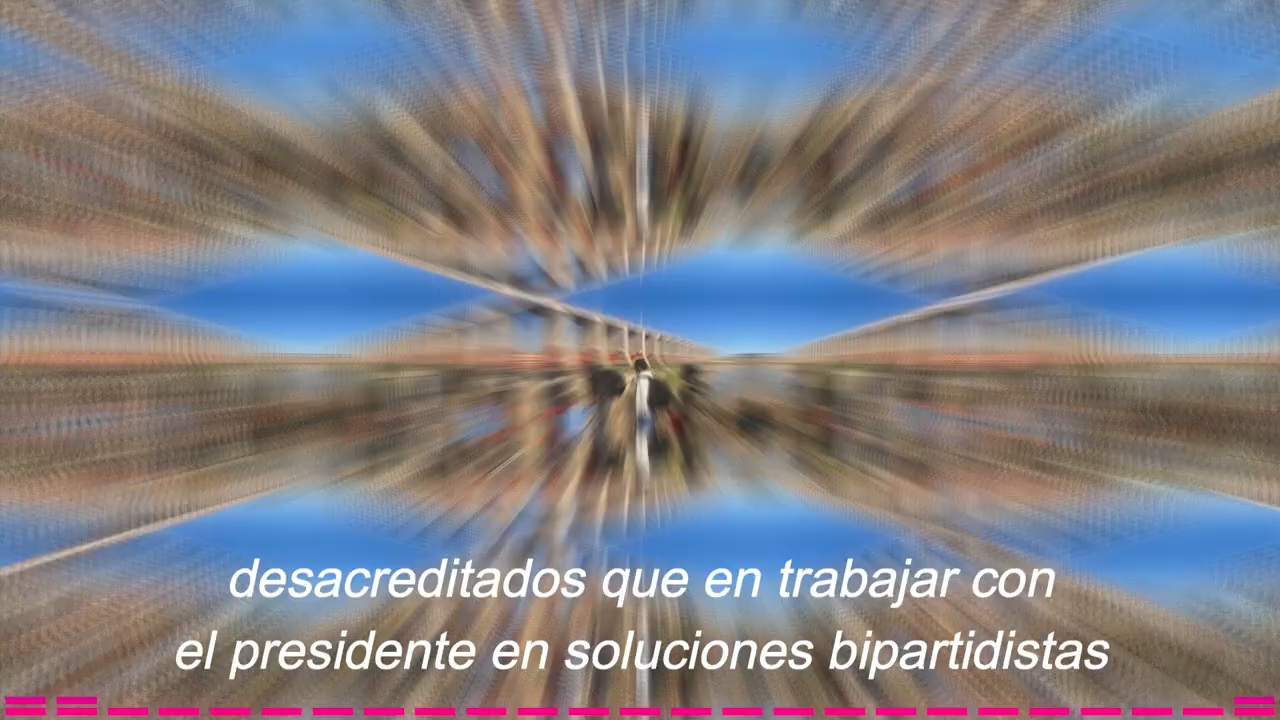 desacreditados que en trabajar con
el presidente en soluciones bipartidistas